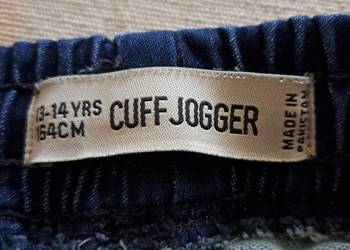 13-14 YRS
164CM
CUFF JOGGER
MADE IN
PAKISTAN